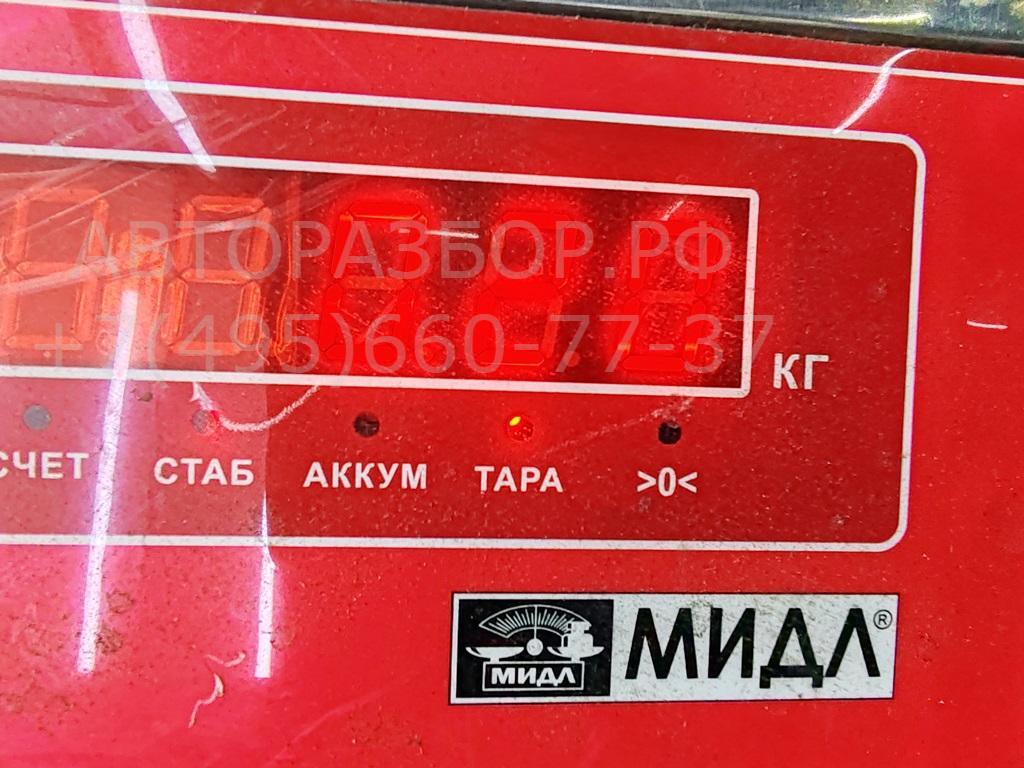 АВТОРАЗБОР.РФ
+7(495)660-77-37
КГ
СЧЕТ СТАБ АККУМ ТАРА >0<
МИДЛ МИДЛ®